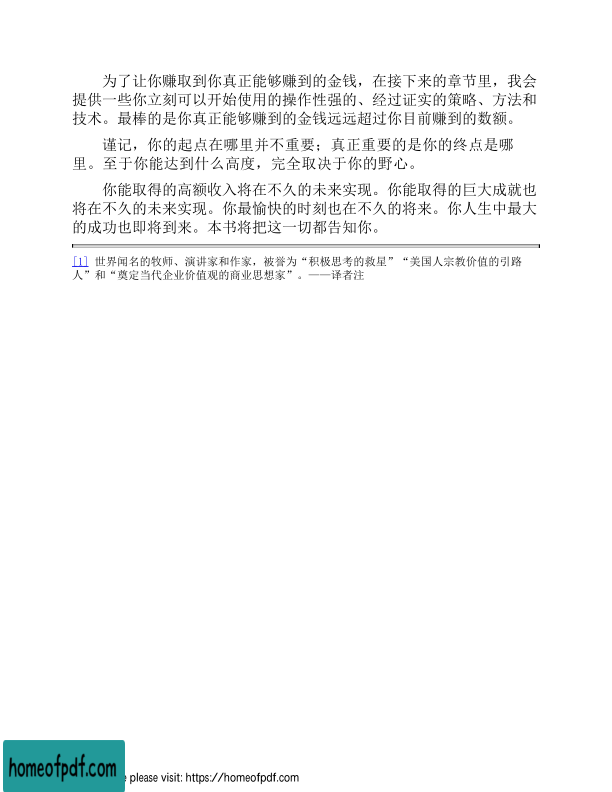 为了让你赚取到你真正能够赚到的金钱，在接下来的章节里，我会
提供一些你立刻可以开始使用的操作性强的、经过证实的策略、方法和
技术。最棒的是你真正能够赚到的金钱远远超过你目前赚到的数额。
谨记，你的起点在哪里并不重要；真正重要的是你的终点是哪
里。至于你能达到什么高度，完全取决于你的野心。
你能取得的高额收入将在不久的未来实现。你能取得的巨大成就也
将在不久的未来实现。你最愉快的时刻也在不久的将来。你人生中最大
的成功也即将到来。本书将把这一切都告知你。
[1] 世界闻名的牧师、演讲家和作家，被誉为“积极思考的救星”“美国人宗教价值的引路
人”和“奠定当代企业价值观的商业思想家”。——译者注
homeofpdf.com
please visit: https://homeofpdf.com